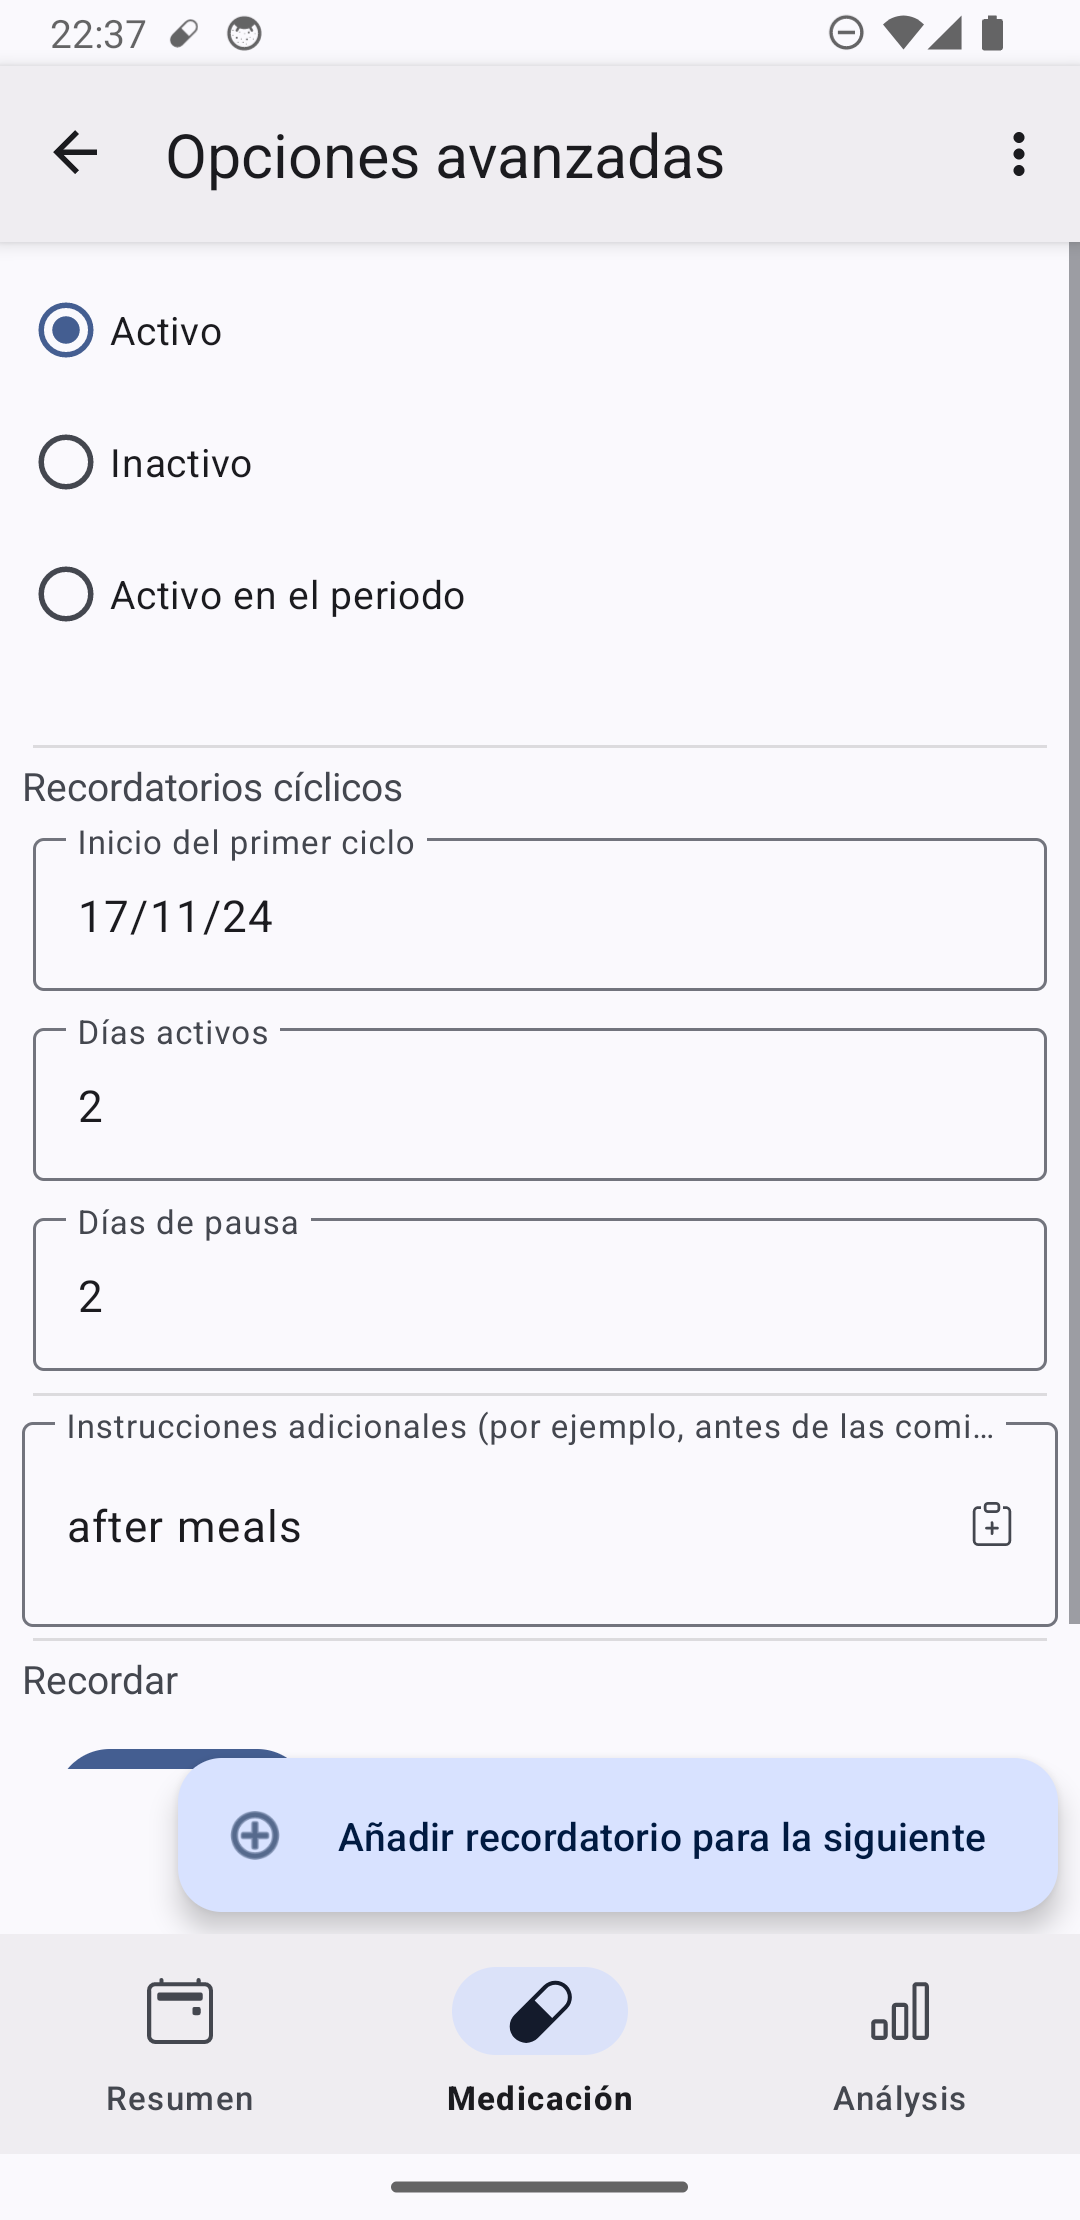 22:37
Opciones avanzadas
Activo
Inactivo
Activo en el periodo
Recordatorios cíclicos
Inicio del primer ciclo
17/11/24
Días activos
2
Días de pausa
2
Instrucciones adicionales (por ejemplo, antes de las comi...
after meals
Recordar
Añadir recordatorio para la siguiente
Resumen
Medicación
Análysis